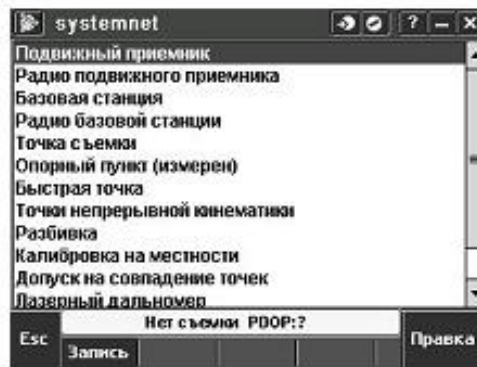 systemnet ? – ×
Подвижный приемник
Радио подвижного приемника
Базовая станция
Радио базовой станции
Точка съемки
Опорный пункт (измерен)
Быстрая точка
Точки непрерывной кинематики
Разбивка
Калибровка на местности
Допуск на совпадение точек
Лазерный дальномер
Нет съемки PDOP:?
Esc Запись Правка